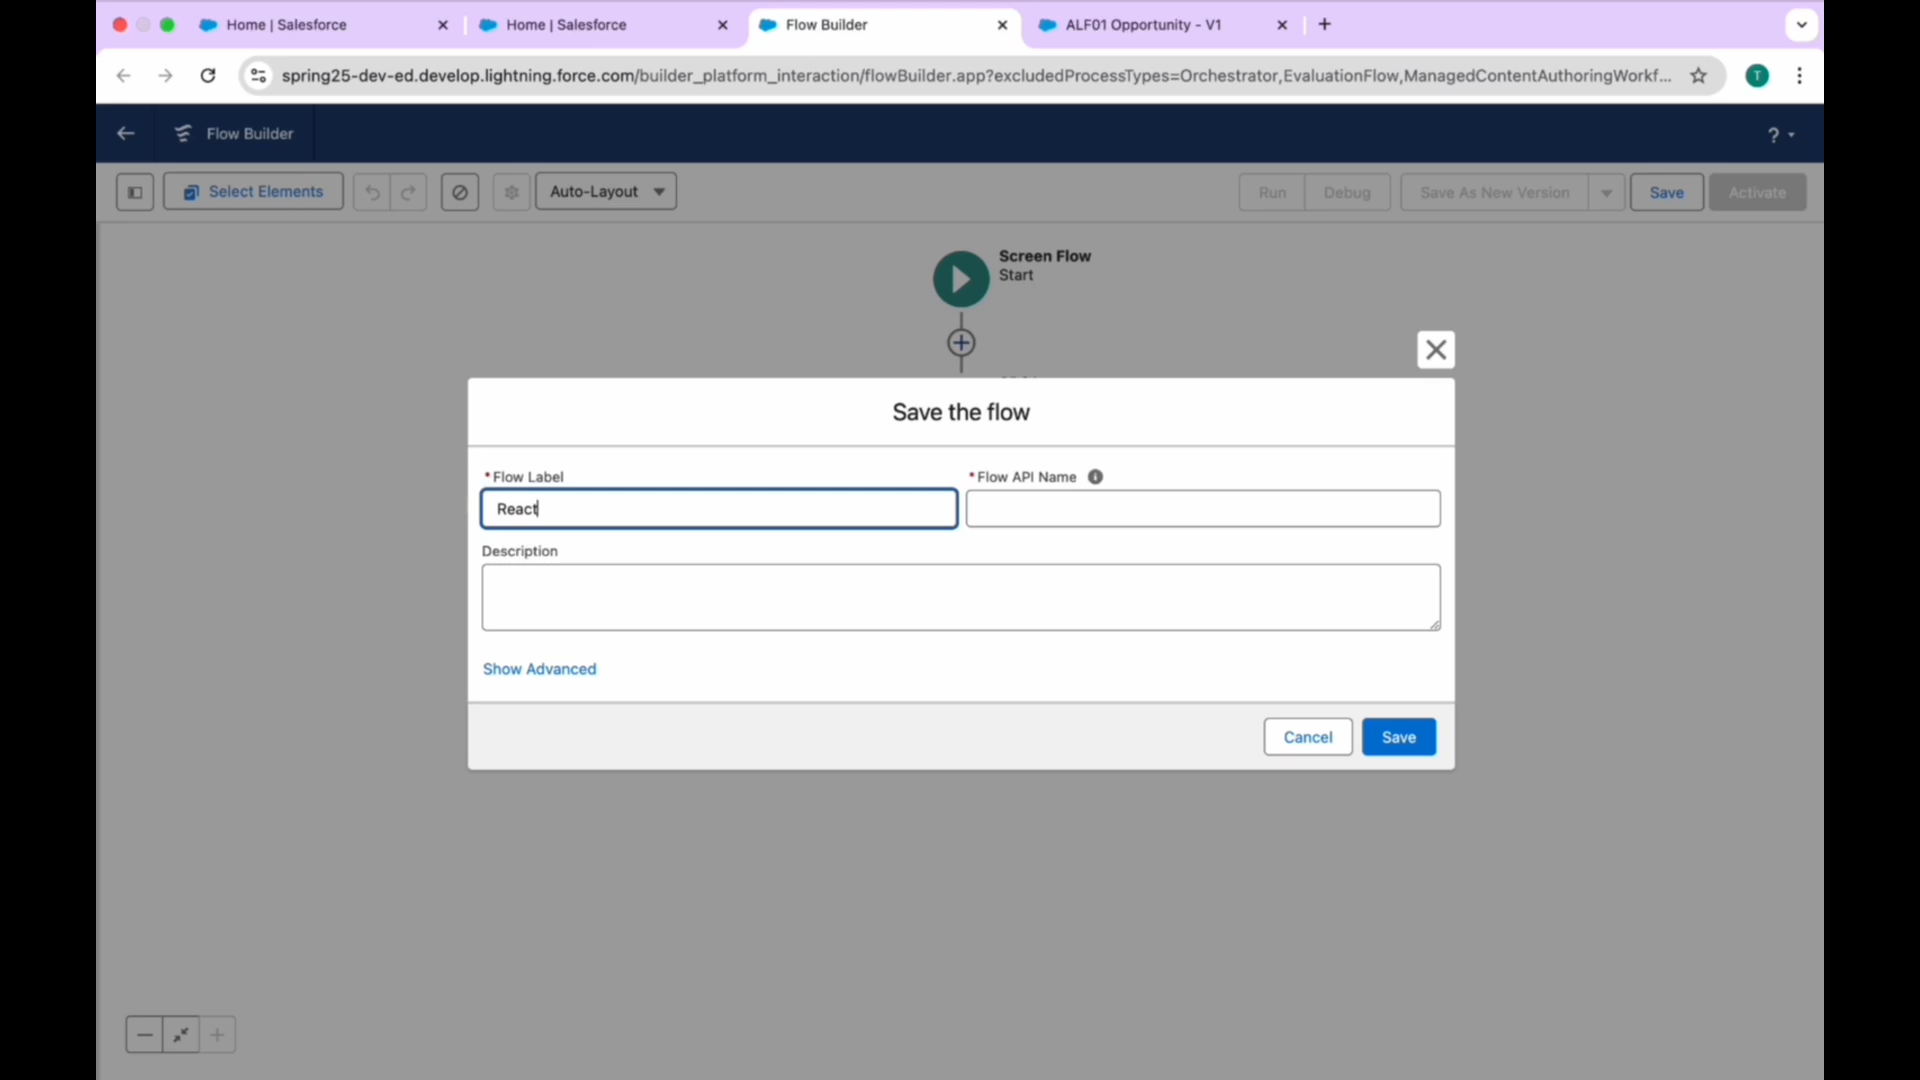 Home | Salesforce
Home | Salesforce
Flow Builder
ALF01 Opportunity - V1
spring25-dev-ed.develop.lightning.force.com/builder_platform_interaction/flowBuilder.app?excludedProcessTypes=Orchestrator,EvaluationFlow,ManagedContentAuthoringWorkf...
T
Flow Builder
?
Select Elements
Auto-Layout
Run
Debug
Save As New Version
Save
Activate
Screen Flow
Start
Save the flow
*Flow Label
*Flow API Name
React
Description
Show Advanced
Cancel
Save